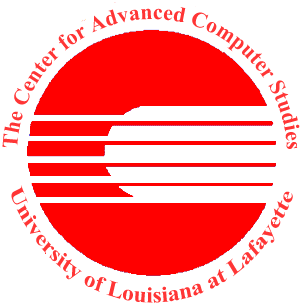 The Center for Advanced Computer Studies
University of Louisiana at Lafayette